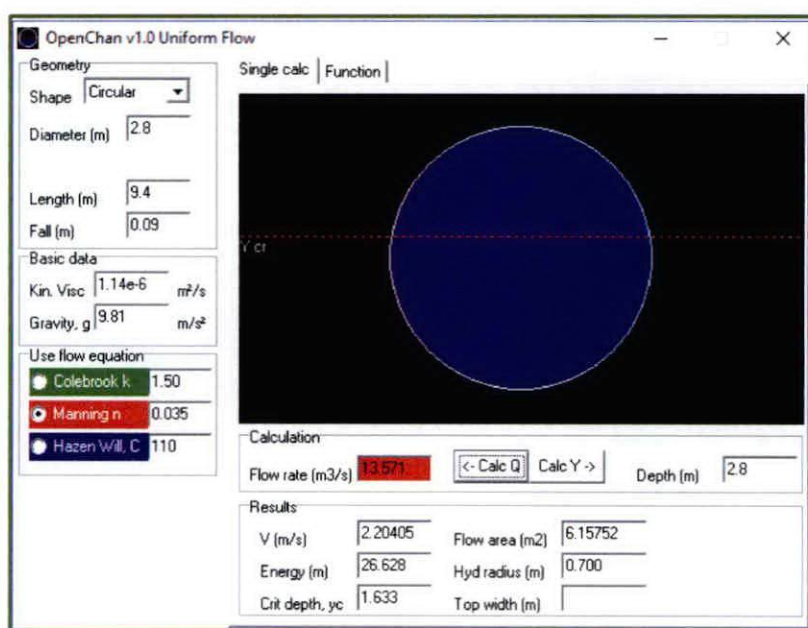 OpenChan v1.0 Uniform Flow
Geometry
Shape Circular
Diameter (m) 2.8
Length (m) 9.4
Fall (m) 0.09
Basic data
Kin. Visc 1.14e-6 m²/s
Gravity, g 9.81 m/s²
Use flow equation
Colebrook k 1.50
Manning n 0.035
Hazen Will, C 110
Single calc Function
Y cr
Calculation
Flow rate (m3/s) 13.571 <- Calc Q Calc Y -> Depth (m) 2.8
Results
V (m/s) 2.20405 Flow area (m2) 6.15752
Energy (m) 26.628 Hyd radius (m) 0.700
Crit depth, yc 1.633 Top width (m)